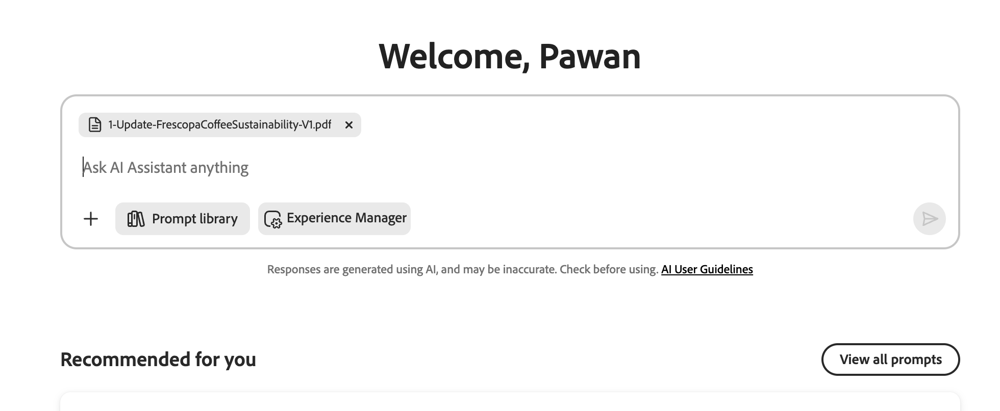 Welcome, Pawan
1-Update-FrescopaCoffeeSustainability-V1.pdf
Ask AI Assistant anything
Prompt library
Experience Manager
Responses are generated using AI, and may be inaccurate. Check before using. AI User Guidelines
Recommended for you
View all prompts